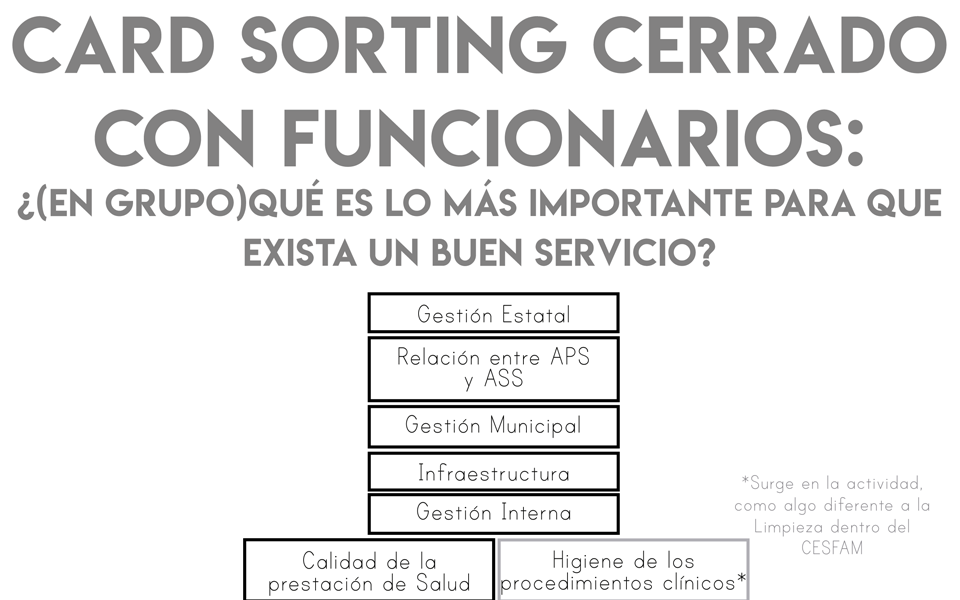 CARD SORTING CERRADO
CON FUNCIONARIOS:
¿(EN GRUPO)QUÉ ES LO MÁS IMPORTANTE PARA QUE
EXISTA UN BUEN SERVICIO?
Gestión Estatal
Relación entre APS
y ASS
Gestión Municipal
Infraestructura
Gestión Interna
Calidad de la
prestación de Salud
Higiene de los
procedimientos clínicos*
*Surge en la actividad,
como algo diferente a la
Limpieza dentro del
CESFAM